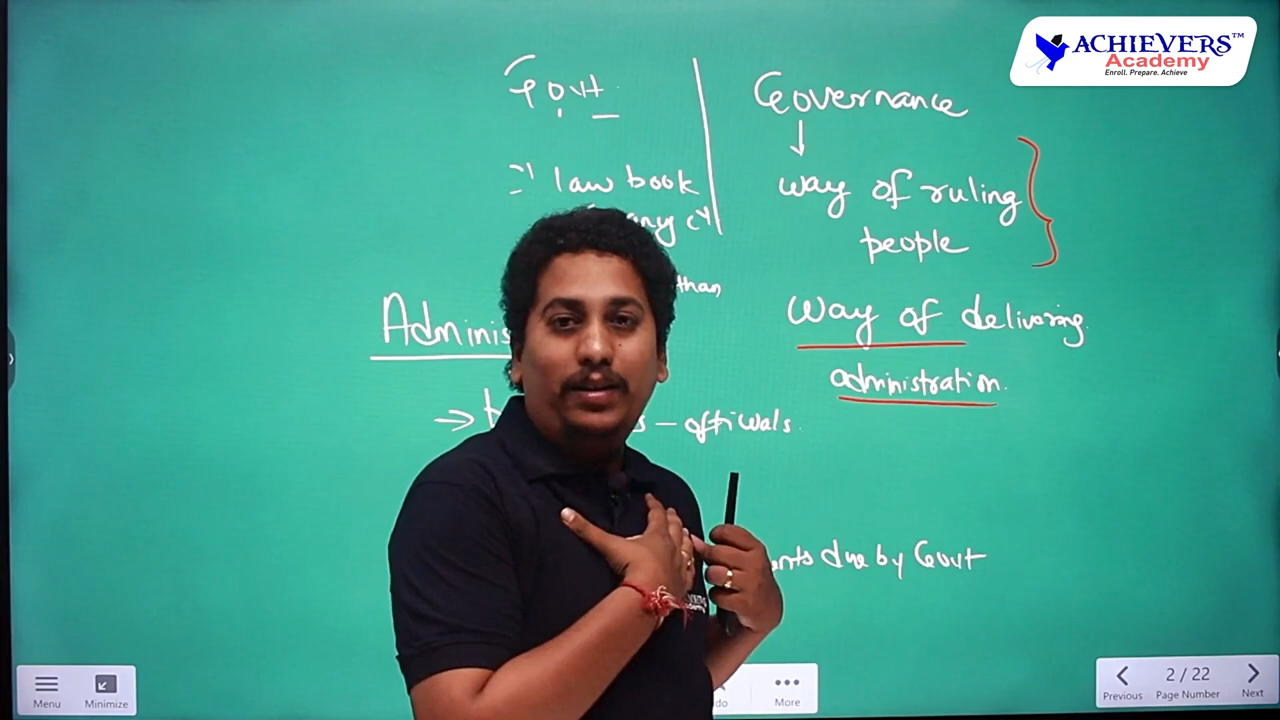 ACHIEVERS™
Academy
Enroll. Prepare. Achieve
Govt.
Governance
law book
way of ruling
people
than
Adminis
way of delivering
administration.
s – officials.
due by Govt
Academy
Menu
Minimize
More
Previous
2 / 22
Page Number
Next